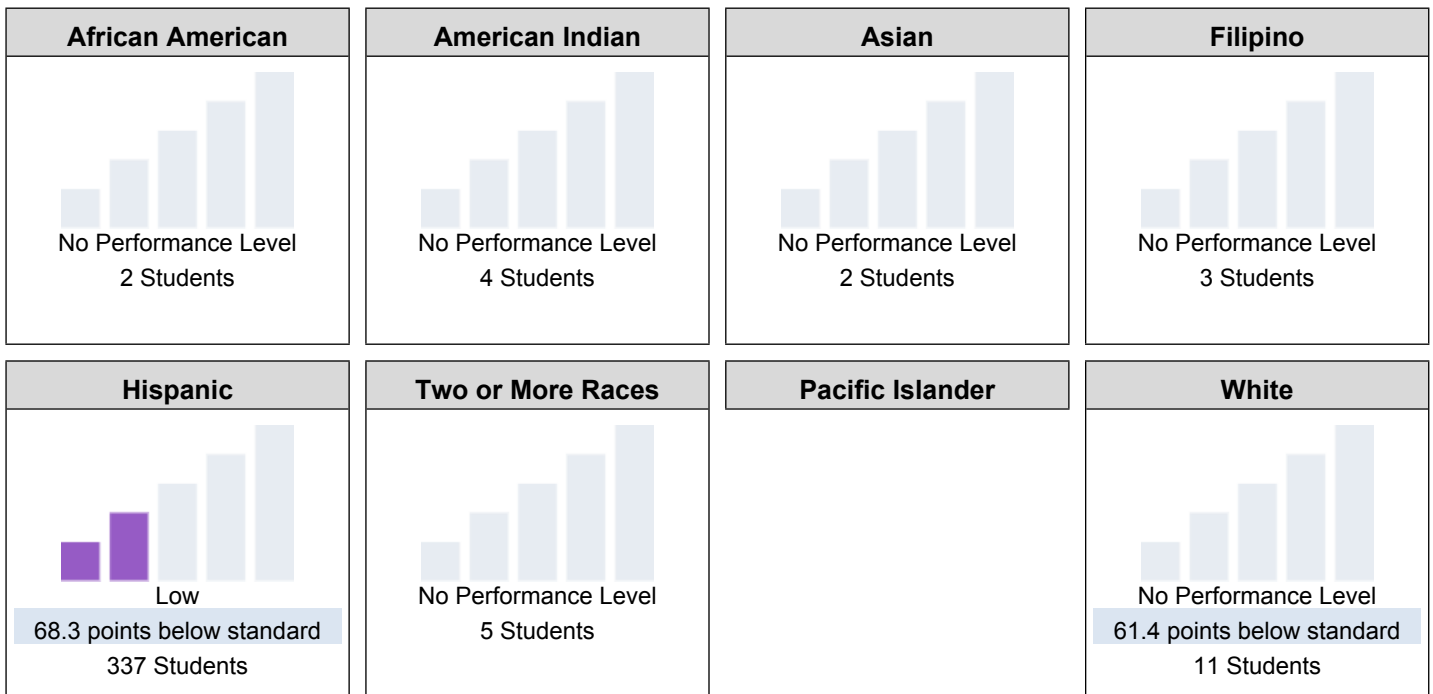 African American
No Performance Level
2 Students
American Indian
No Performance Level
4 Students
Asian
No Performance Level
2 Students
Filipino
No Performance Level
3 Students
Hispanic
Low
68.3 points below standard
337 Students
Two or More Races
No Performance Level
5 Students
Pacific Islander
White
No Performance Level
61.4 points below standard
11 Students